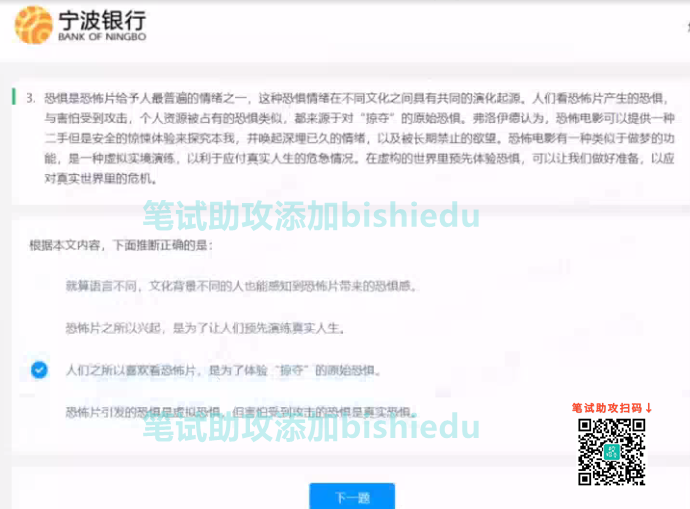 宁波银行
BANK OF NINGBO
3. 恐惧是恐怖片给予人最普遍的情绪之一，这种恐惧情绪在不同文化之间具有共同的演化起源。人们看恐怖片产生的恐惧，
与害怕受到攻击，个人资源被占有的恐惧类似，都来源于对“掠夺”的原始恐惧。弗洛伊德认为，恐怖电影可以提供一种
二手但是安全的惊悚体验来探究本我，并唤起深埋已久的情绪，以及被长期禁止的欲望。恐怖电影有一种类似于做梦的功
能，是一种虚拟实境演练，以利于应付真实人生的危急情况。在虚构的世界里预先体验恐惧，可以让我们做好准备，以应
对真实世界里的危机。
笔试助攻添加bishiedu
根据本文内容，下面推断正确的是：
就算语言不同，文化背景不同的人也能感知到恐怖片带来的恐惧感。
恐怖片之所以兴起，是为了让人们预先演练真实人生。
人们之所以喜欢看恐怖片，是为了体验“掠夺”的原始恐惧。
恐怖片引发的恐惧是虚拟恐惧，但害怕受到攻击的恐惧是真实恐惧。
笔试助攻扫码↓
笔试助攻添加bishiedu
下一题